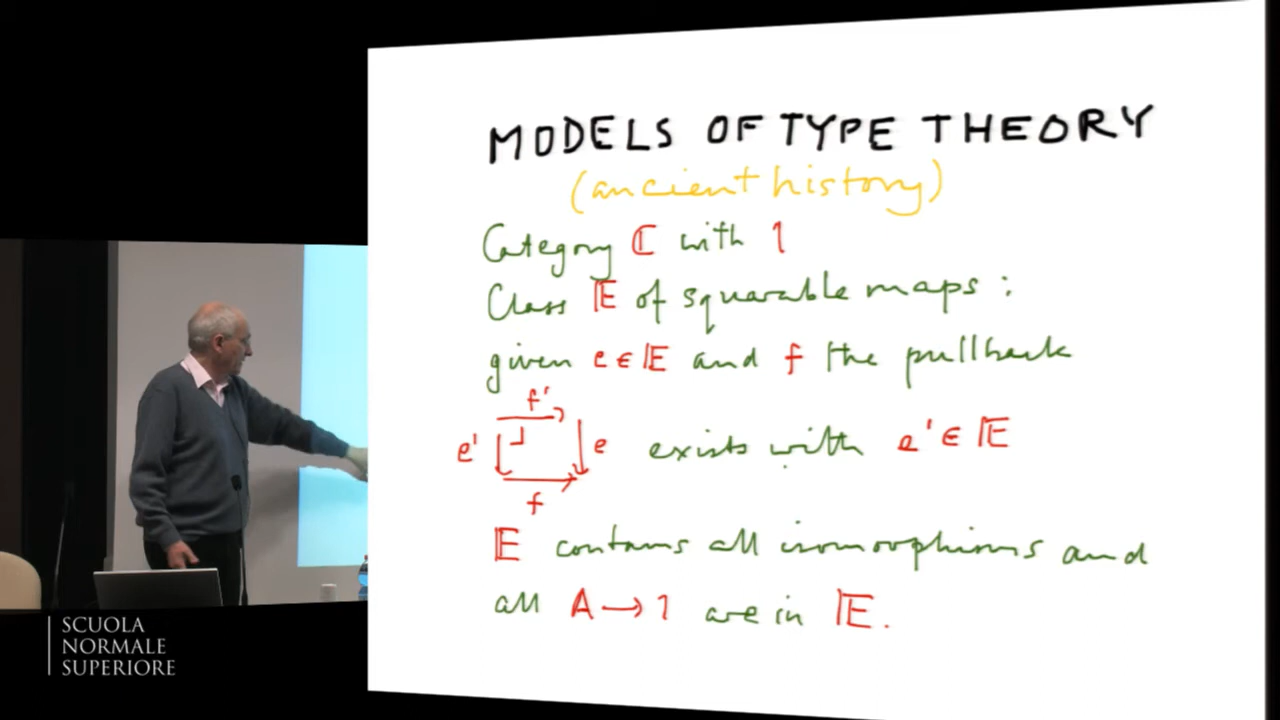 MODELS OF TYPE THEORY
(ancient history)
Category ℂ with 1
Class 𝔼 of squarable maps :
given e ∈ 𝔼 and f the pullback
f'
e' e exists with e' ∈ 𝔼
f
𝔼 contains all isomorphisms and
all A → 1 are in 𝔼.
SCUOLA
NORMALE
SUPERIORE